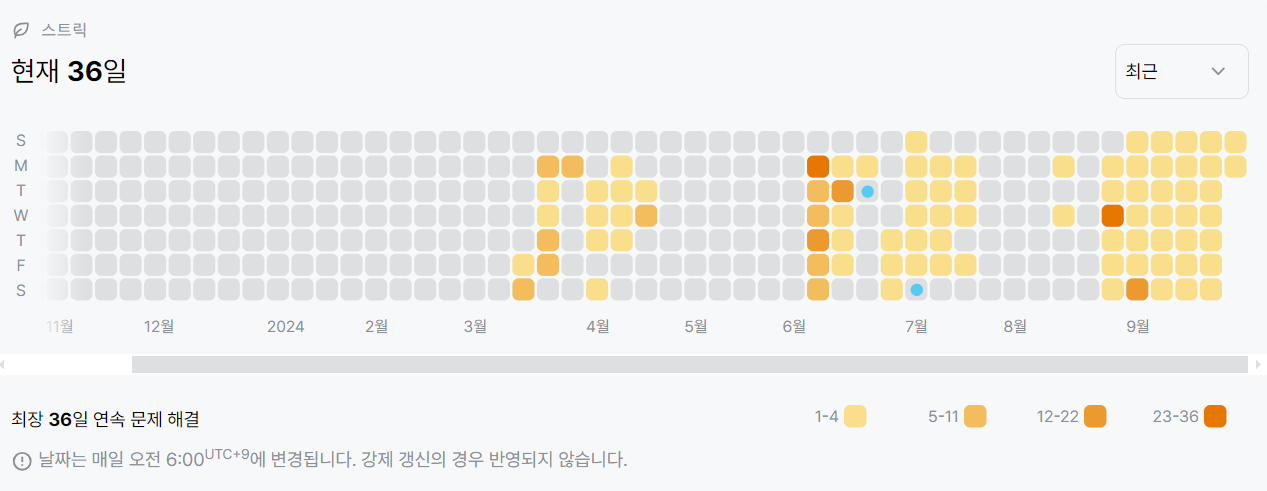 스트릭
현재 36일
최근
S
M
T
W
T
F
S
11월 12월 2024 2월 3월 4월 5월 6월 7월 8월 9월
최장 36일 연속 문제 해결
1-4 5-11 12-22 23-36
날짜는 매일 오전 6:00UTC+9에 변경됩니다. 강제 갱신의 경우 반영되지 않습니다.